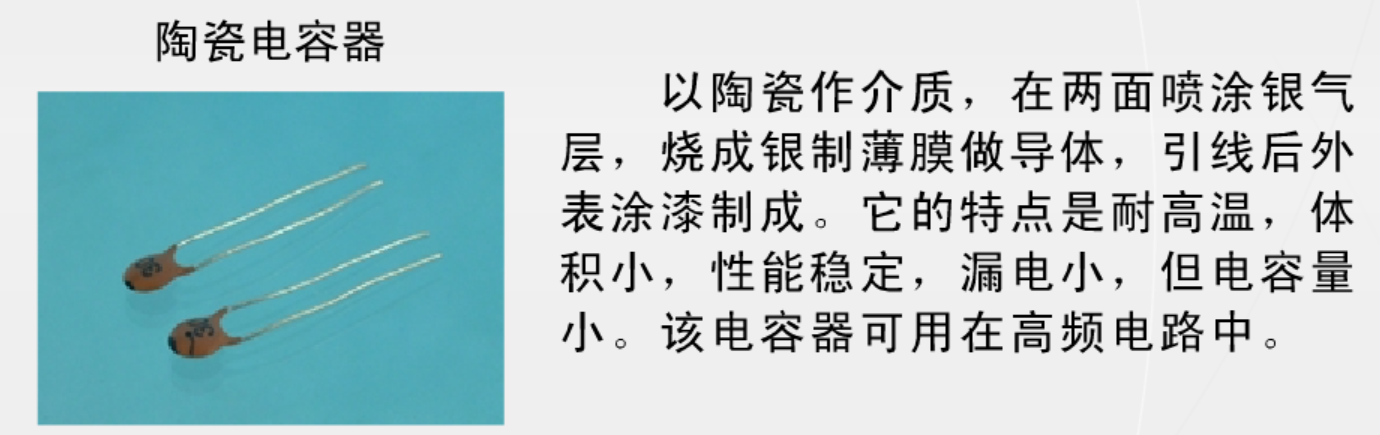 陶瓷电容器
以陶瓷作介质，在两面喷涂银气
层，烧成银制薄膜做导体，引线后外
表涂漆制成。它的特点是耐高温，体
积小，性能稳定，漏电小，但电容量
小。该电容器可用在高频电路中。